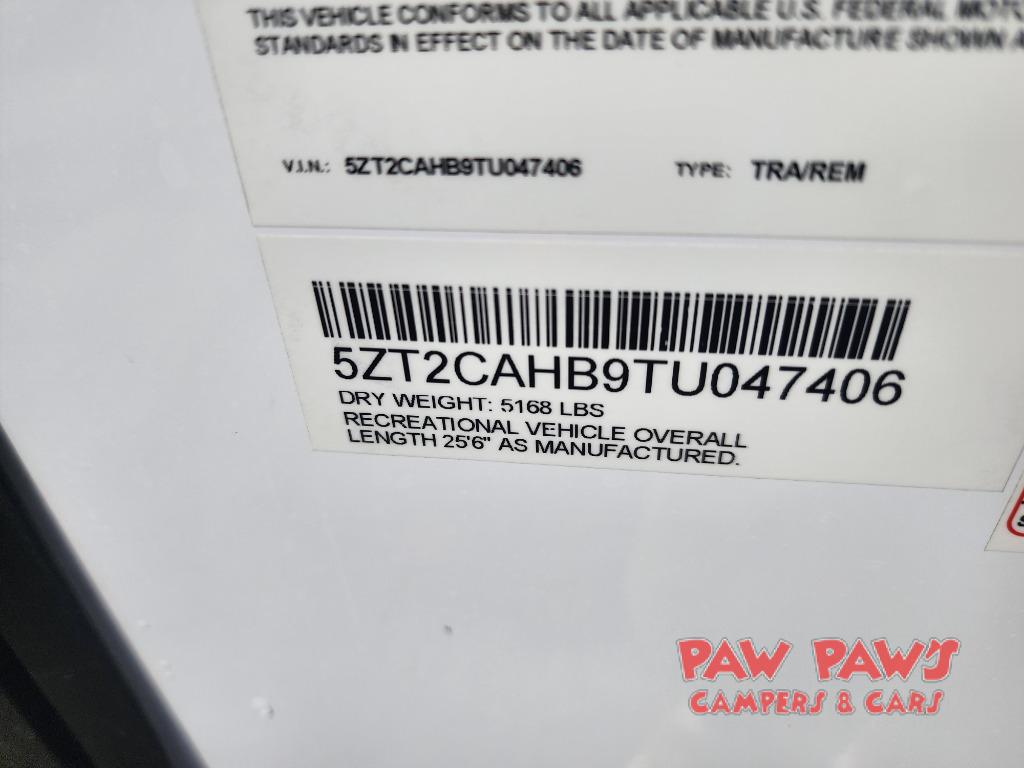 THIS VEHICLE CONFORMS TO ALL APPLICABLE U.S. FEDERAL
STANDARDS IN EFFECT ON THE DATE OF MANUFACTURE SHOWN
V.I.N.: 5ZT2CAHB9TU047406 TYPE: TRA/REM
5ZT2CAHB9TU047406
DRY WEIGHT: 5168 LBS
RECREATIONAL VEHICLE OVERALL
LENGTH 25'6" AS MANUFACTURED.
PAW PAW'S
CAMPERS & CARS